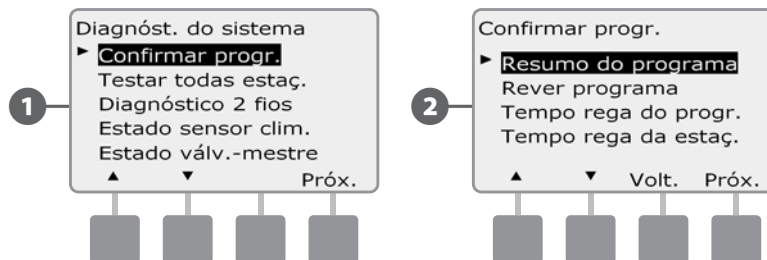 Diagnóst. do sistema
► Confirmar progr.
Testar todas estaç.
Diagnóstico 2 fios
Estado sensor clim.
Estado válv.-mestre
▲ ▼ Próx.
1
Confirmar progr.
► Resumo do programa
Rever programa
Tempo rega do progr.
Tempo rega da estaç.
▲ ▼ Volt. Próx.
2